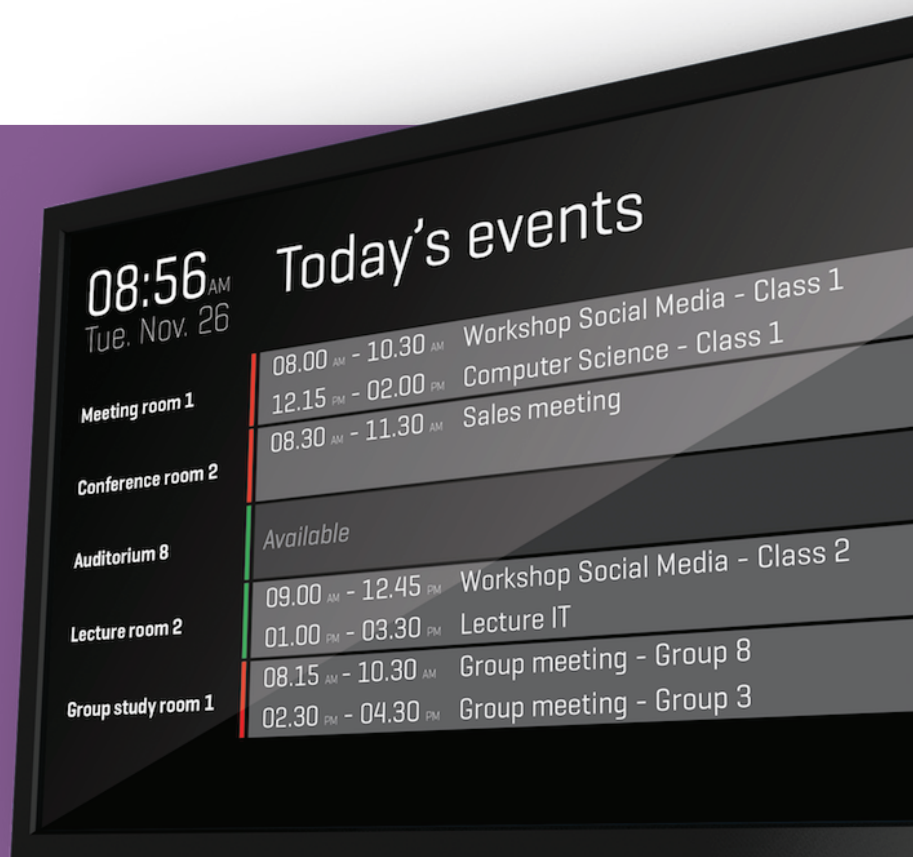 08:56 AM
Tue. Nov. 26
Today's events
Meeting room 1
08.00 AM - 10.30 AM Workshop Social Media - Class 1
12.15 PM - 02.00 PM Computer Science - Class 1
Conference room 2
08.30 AM - 11.30 AM Sales meeting
Auditorium 8
Available
Lecture room 2
09.00 AM - 12.45 PM Workshop Social Media - Class 2
01.00 PM - 03.30 PM Lecture IT
Group study room 1
08.15 AM - 10.30 AM Group meeting - Group 8
02.30 PM - 04.30 PM Group meeting - Group 3